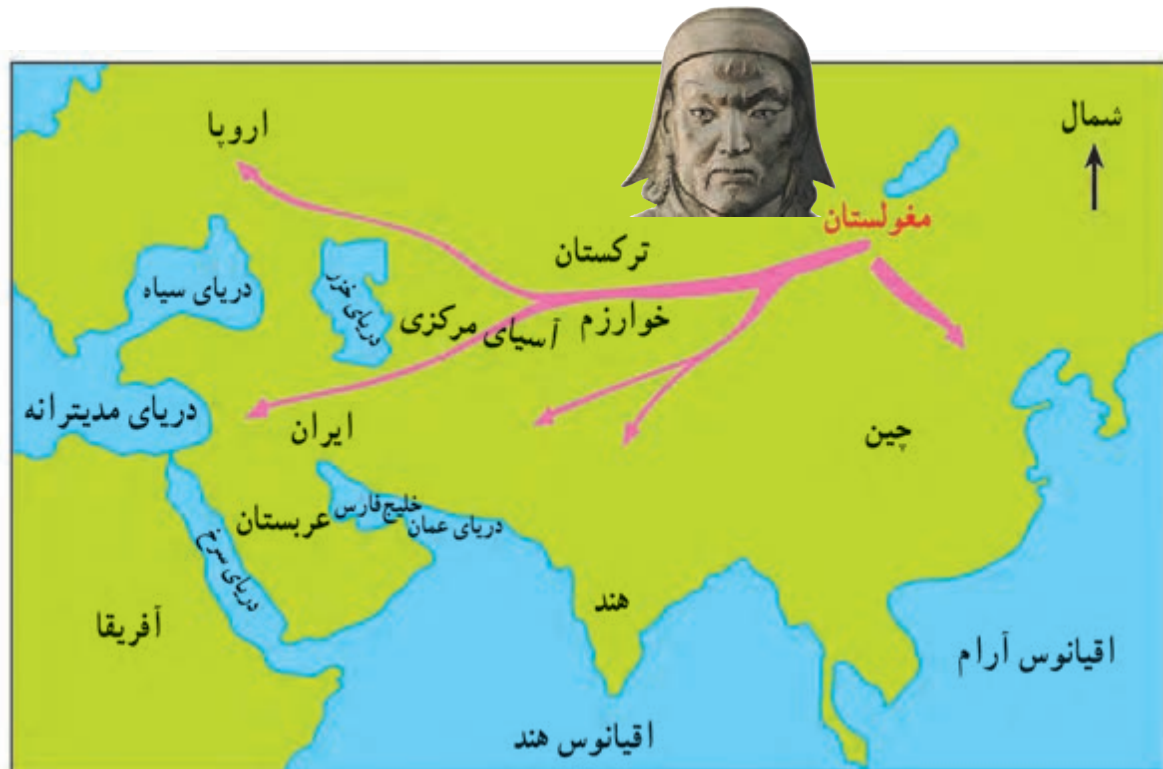 شمال
اروپا
مغولستان
ترکستان
دریای سیاه
دریای خزر
خوارزم
آسیای مرکزی
دریای مدیترانه
ایران
چین
خلیج فارس
دریای عمان
عربستان
دریای سرخ
هند
آفریقا
اقیانوس آرام
اقیانوس هند